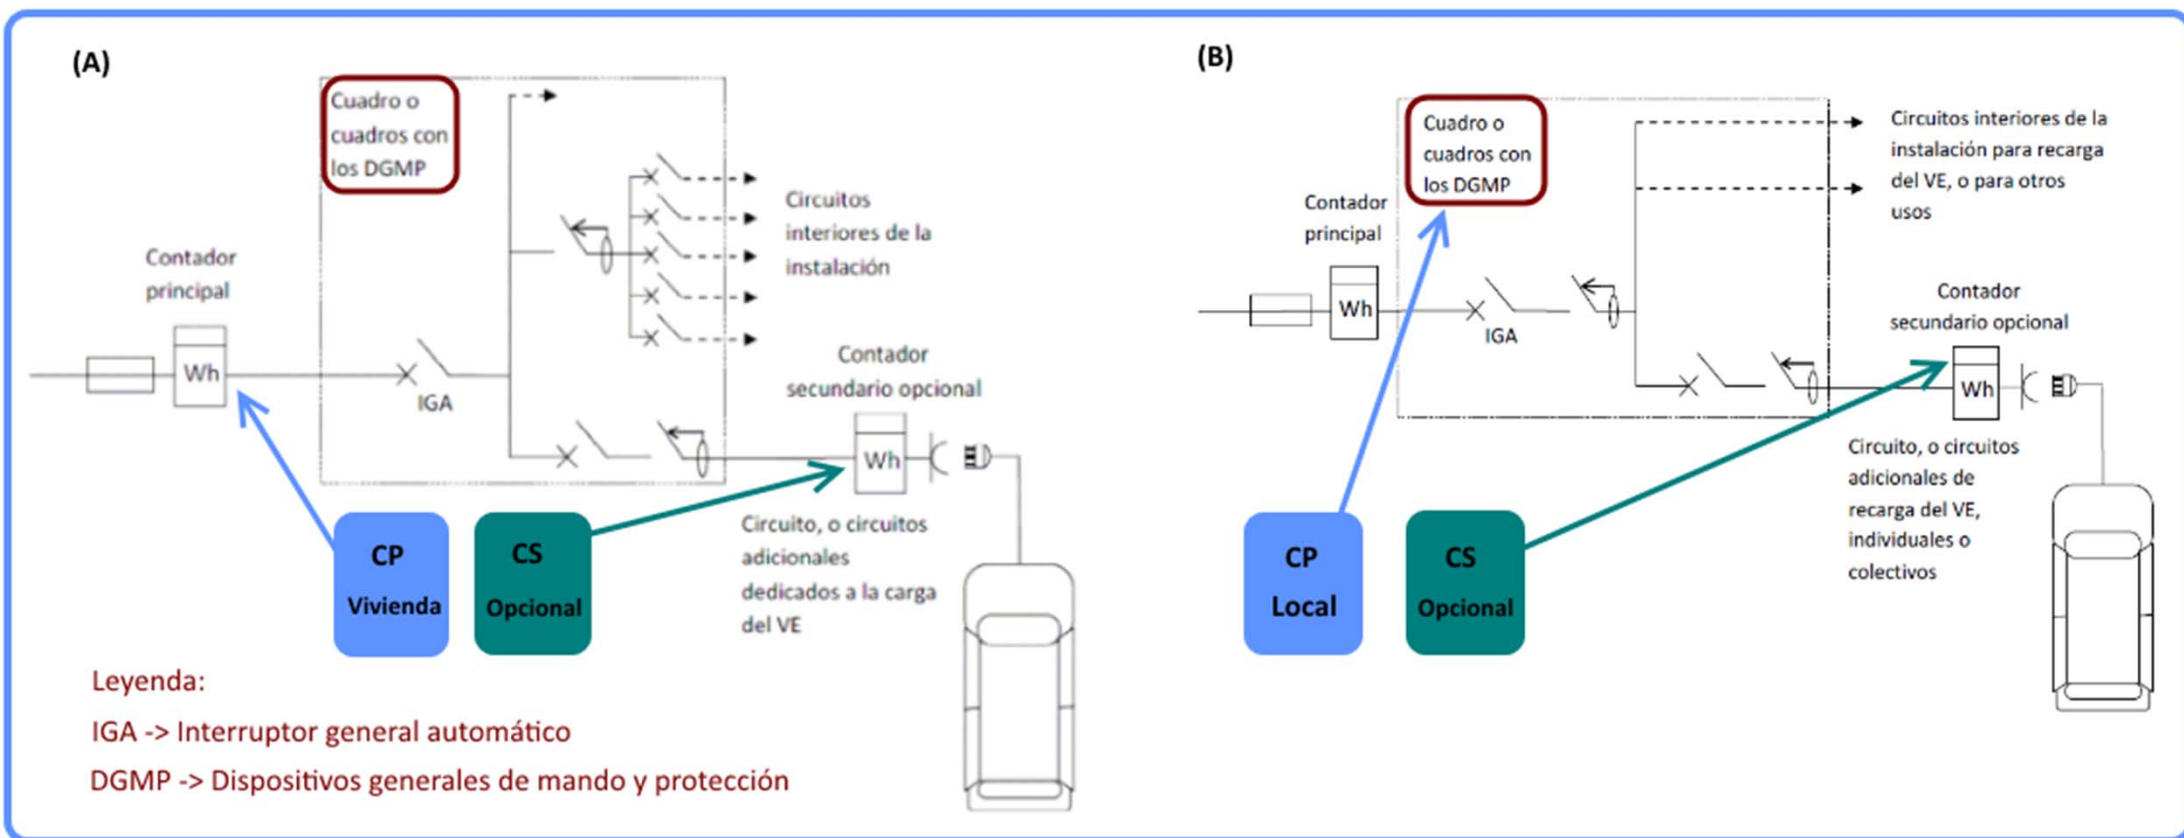 (A)
Cuadro o
cuadros con
los DGMP
Circuitos
interiores de la
instalación
Contador
principal
Wh
IGA
Contador
secundario opcional
Wh
Circuito, o circuitos
adicionales
dedicados a la carga
del VE
CP
Vivienda
CS
Opcional
Leyenda:
IGA -> Interruptor general automático
DGMP -> Dispositivos generales de mando y protección
(B)
Cuadro o
cuadros con
los DGMP
Circuitos interiores de la
instalación para recarga
del VE, o para otros
usos
Contador
principal
Wh
IGA
Contador
secundario opcional
Wh
Circuito, o circuitos
adicionales de
recarga del VE,
individuales o
colectivos
CP
Local
CS
Opcional